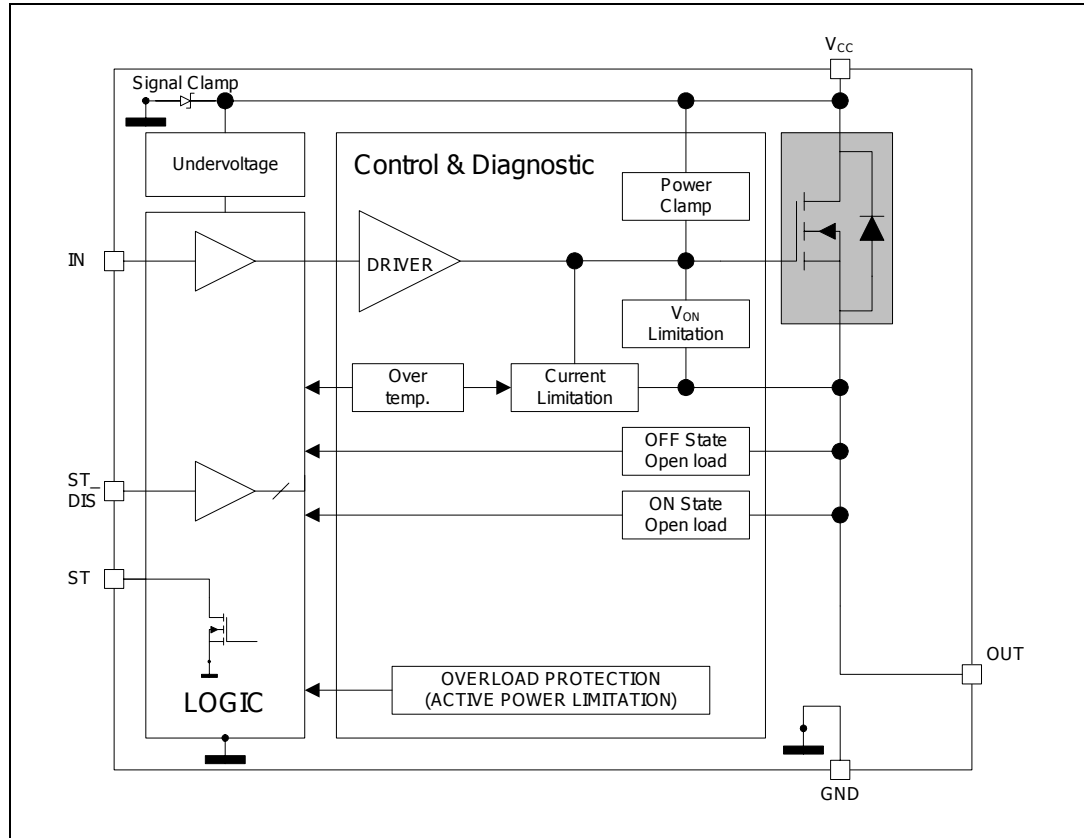 VCC
Signal Clamp
Undervoltage
Control & Diagnostic
Power
Clamp
IN
DRIVER
VON
Limitation
Over
temp.
Current
Limitation
OFF State
Open load
ST_
DIS
ON State
Open load
ST
OUT
OVERLOAD PROTECTION
(ACTIVE POWER LIMITATION)
LOGIC
GND